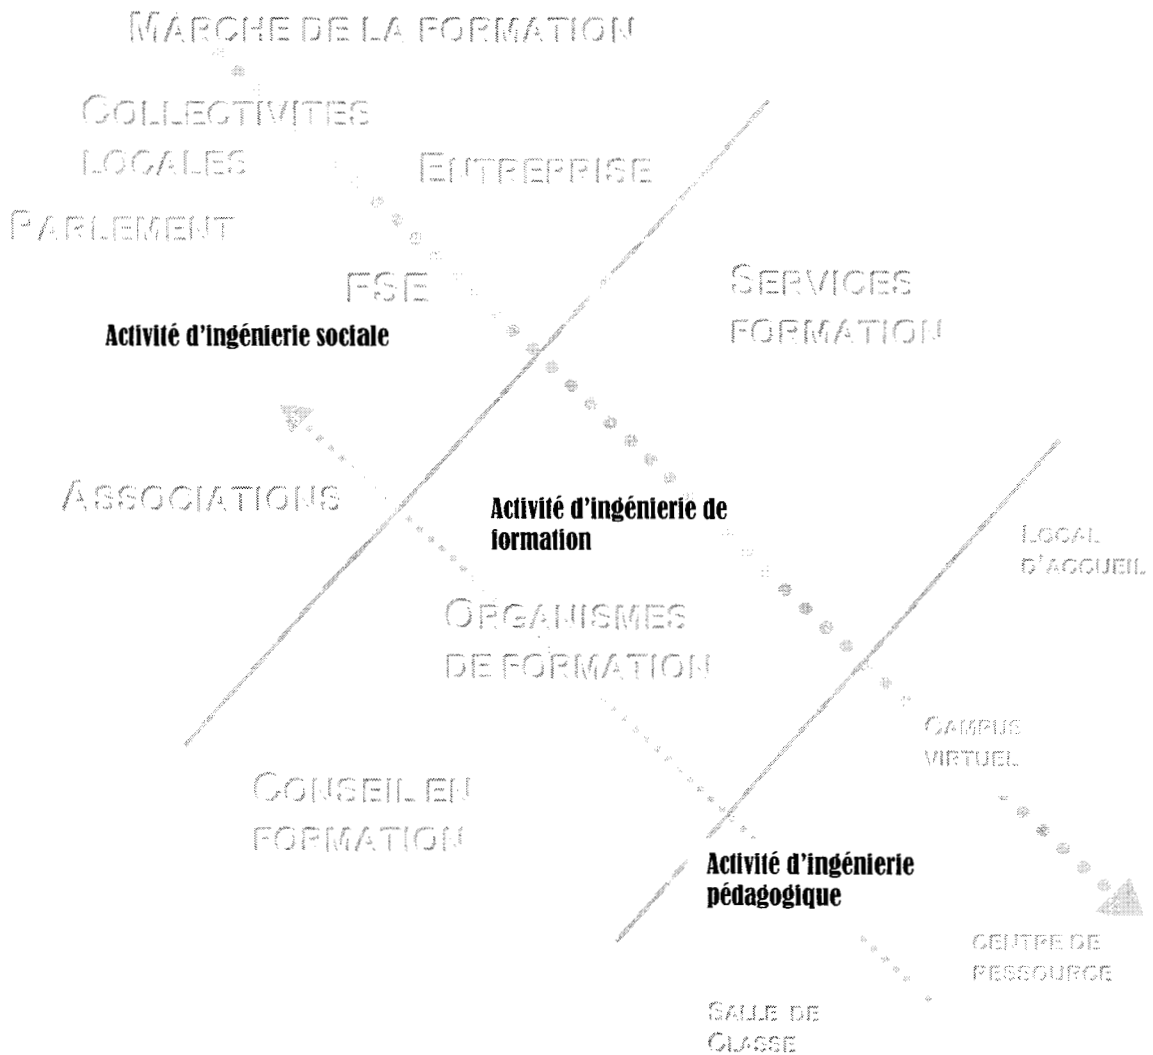 MARCHE DE LA FORMATION
COLLECTIVITES
LOCALES
ENTREPRISE
PARLEMENT
FSE
SERVICES
FORMATION
Activité d'ingénierie sociale
ASSOCIATIONS
Activité d'ingénierie de
formation
LOCAL
D'ACCUEIL
ORGANISMES
DE FORMATION
CAMPUS
VIRTUEL
CONSEIL EN
FORMATION
Activité d'ingénierie
pédagogique
CENTRE DE
RESSOURCE
SALLE DE
CLASSE